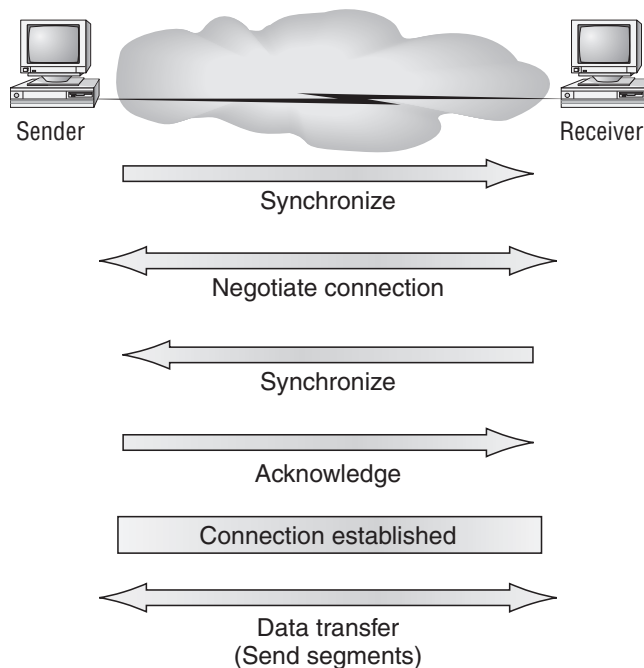 Sender
Receiver
Synchronize
Negotiate connection
Synchronize
Acknowledge
Connection established
Data transfer
(Send segments)